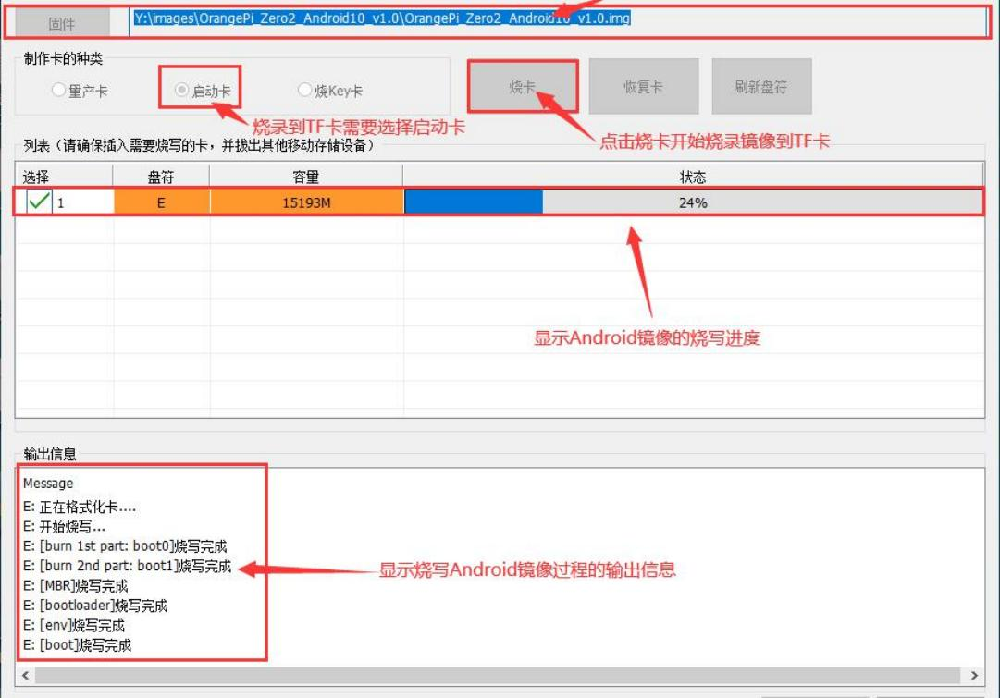 固件
Y:\images\OrangePi_Zero2_Android10_v1.0\OrangePi_Zero2_Android10_v1.0.img
制作卡的种类
量产卡 启动卡 烧Key卡
烧卡 恢复卡 刷新盘符
烧录到TF卡需要选择启动卡
点击烧卡开始烧录镜像到TF卡
列表（请确保插入需要烧写的卡，并拔出其他移动存储设备）
选择 盘符 容量 状态
1 E 15193M 24%
显示Android镜像的烧写进度
输出信息
Message
E: 正在格式化卡....
E: 开始烧写...
E: [burn 1st part: boot0]烧写完成
E: [burn 2nd part: boot1]烧写完成
显示烧写Android镜像过程的输出信息
E: [MBR]烧写完成
E: [bootloader]烧写完成
E: [env]烧写完成
E: [boot]烧写完成